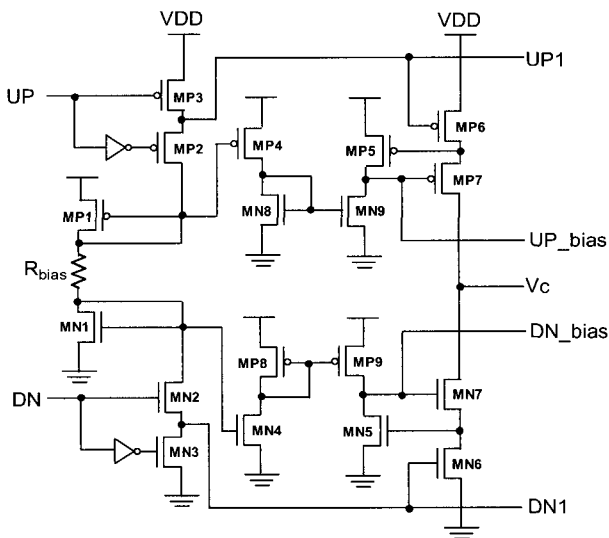 VDD
VDD
UP1
UP
MP3
MP6
MP2
MP4
MP5
MP7
MP1
MN8
MN9
UP_bias
Rbias
Vc
MN1
DN_bias
MP8
MP9
DN
MN2
MN7
MN4
MN5
MN3
MN6
DN1